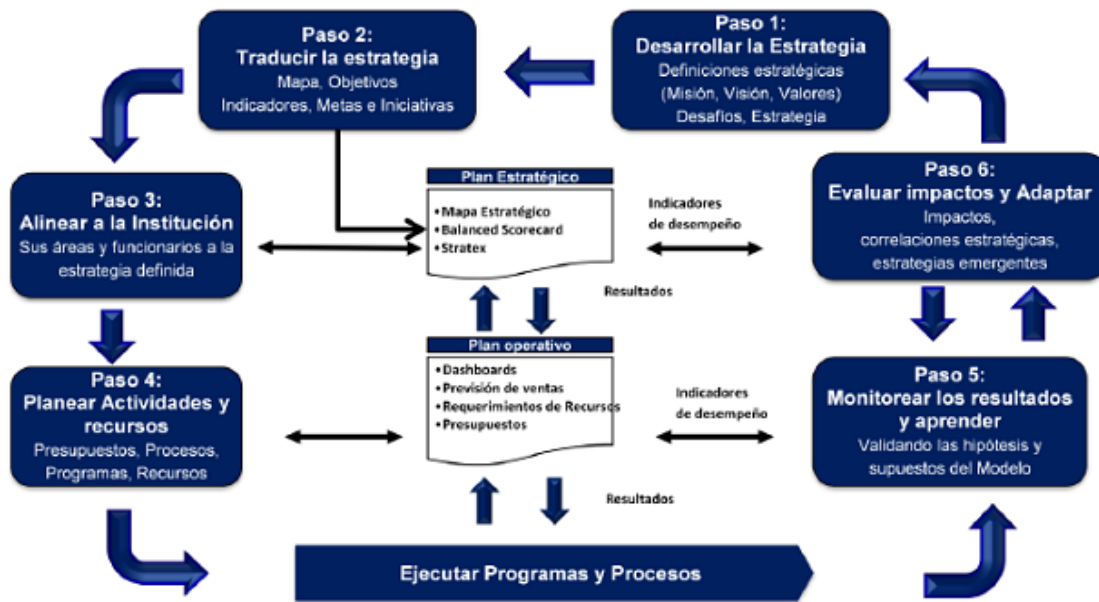 Paso 1:
Desarrollar la Estrategia
Definiciones estratégicas
(Misión, Visión, Valores)
Desafíos, Estrategia
Paso 2:
Traducir la estrategia
Mapa, Objetivos
Indicadores, Metas e Iniciativas
Paso 3:
Alinear a la Institución
Sus áreas y funcionarios a la
estrategia definida
Plan Estratégico
• Mapa Estratégico
• Balanced Scorecard
• Stratex
Indicadores
de desempeño
Resultados
Paso 6:
Evaluar impactos y Adaptar
Impactos,
correlaciones estratégicas,
estrategias emergentes
Paso 4:
Planear Actividades y
recursos
Presupuestos, Procesos,
Programas, Recursos
Plan operativo
• Dashboards
• Previsión de ventas
• Requerimientos de Recursos
• Presupuestos
Indicadores
de desempeño
Resultados
Paso 5:
Monitorear los resultados
y aprender
Validando las hipótesis y
supuestos del Modelo
Ejecutar Programas y Procesos